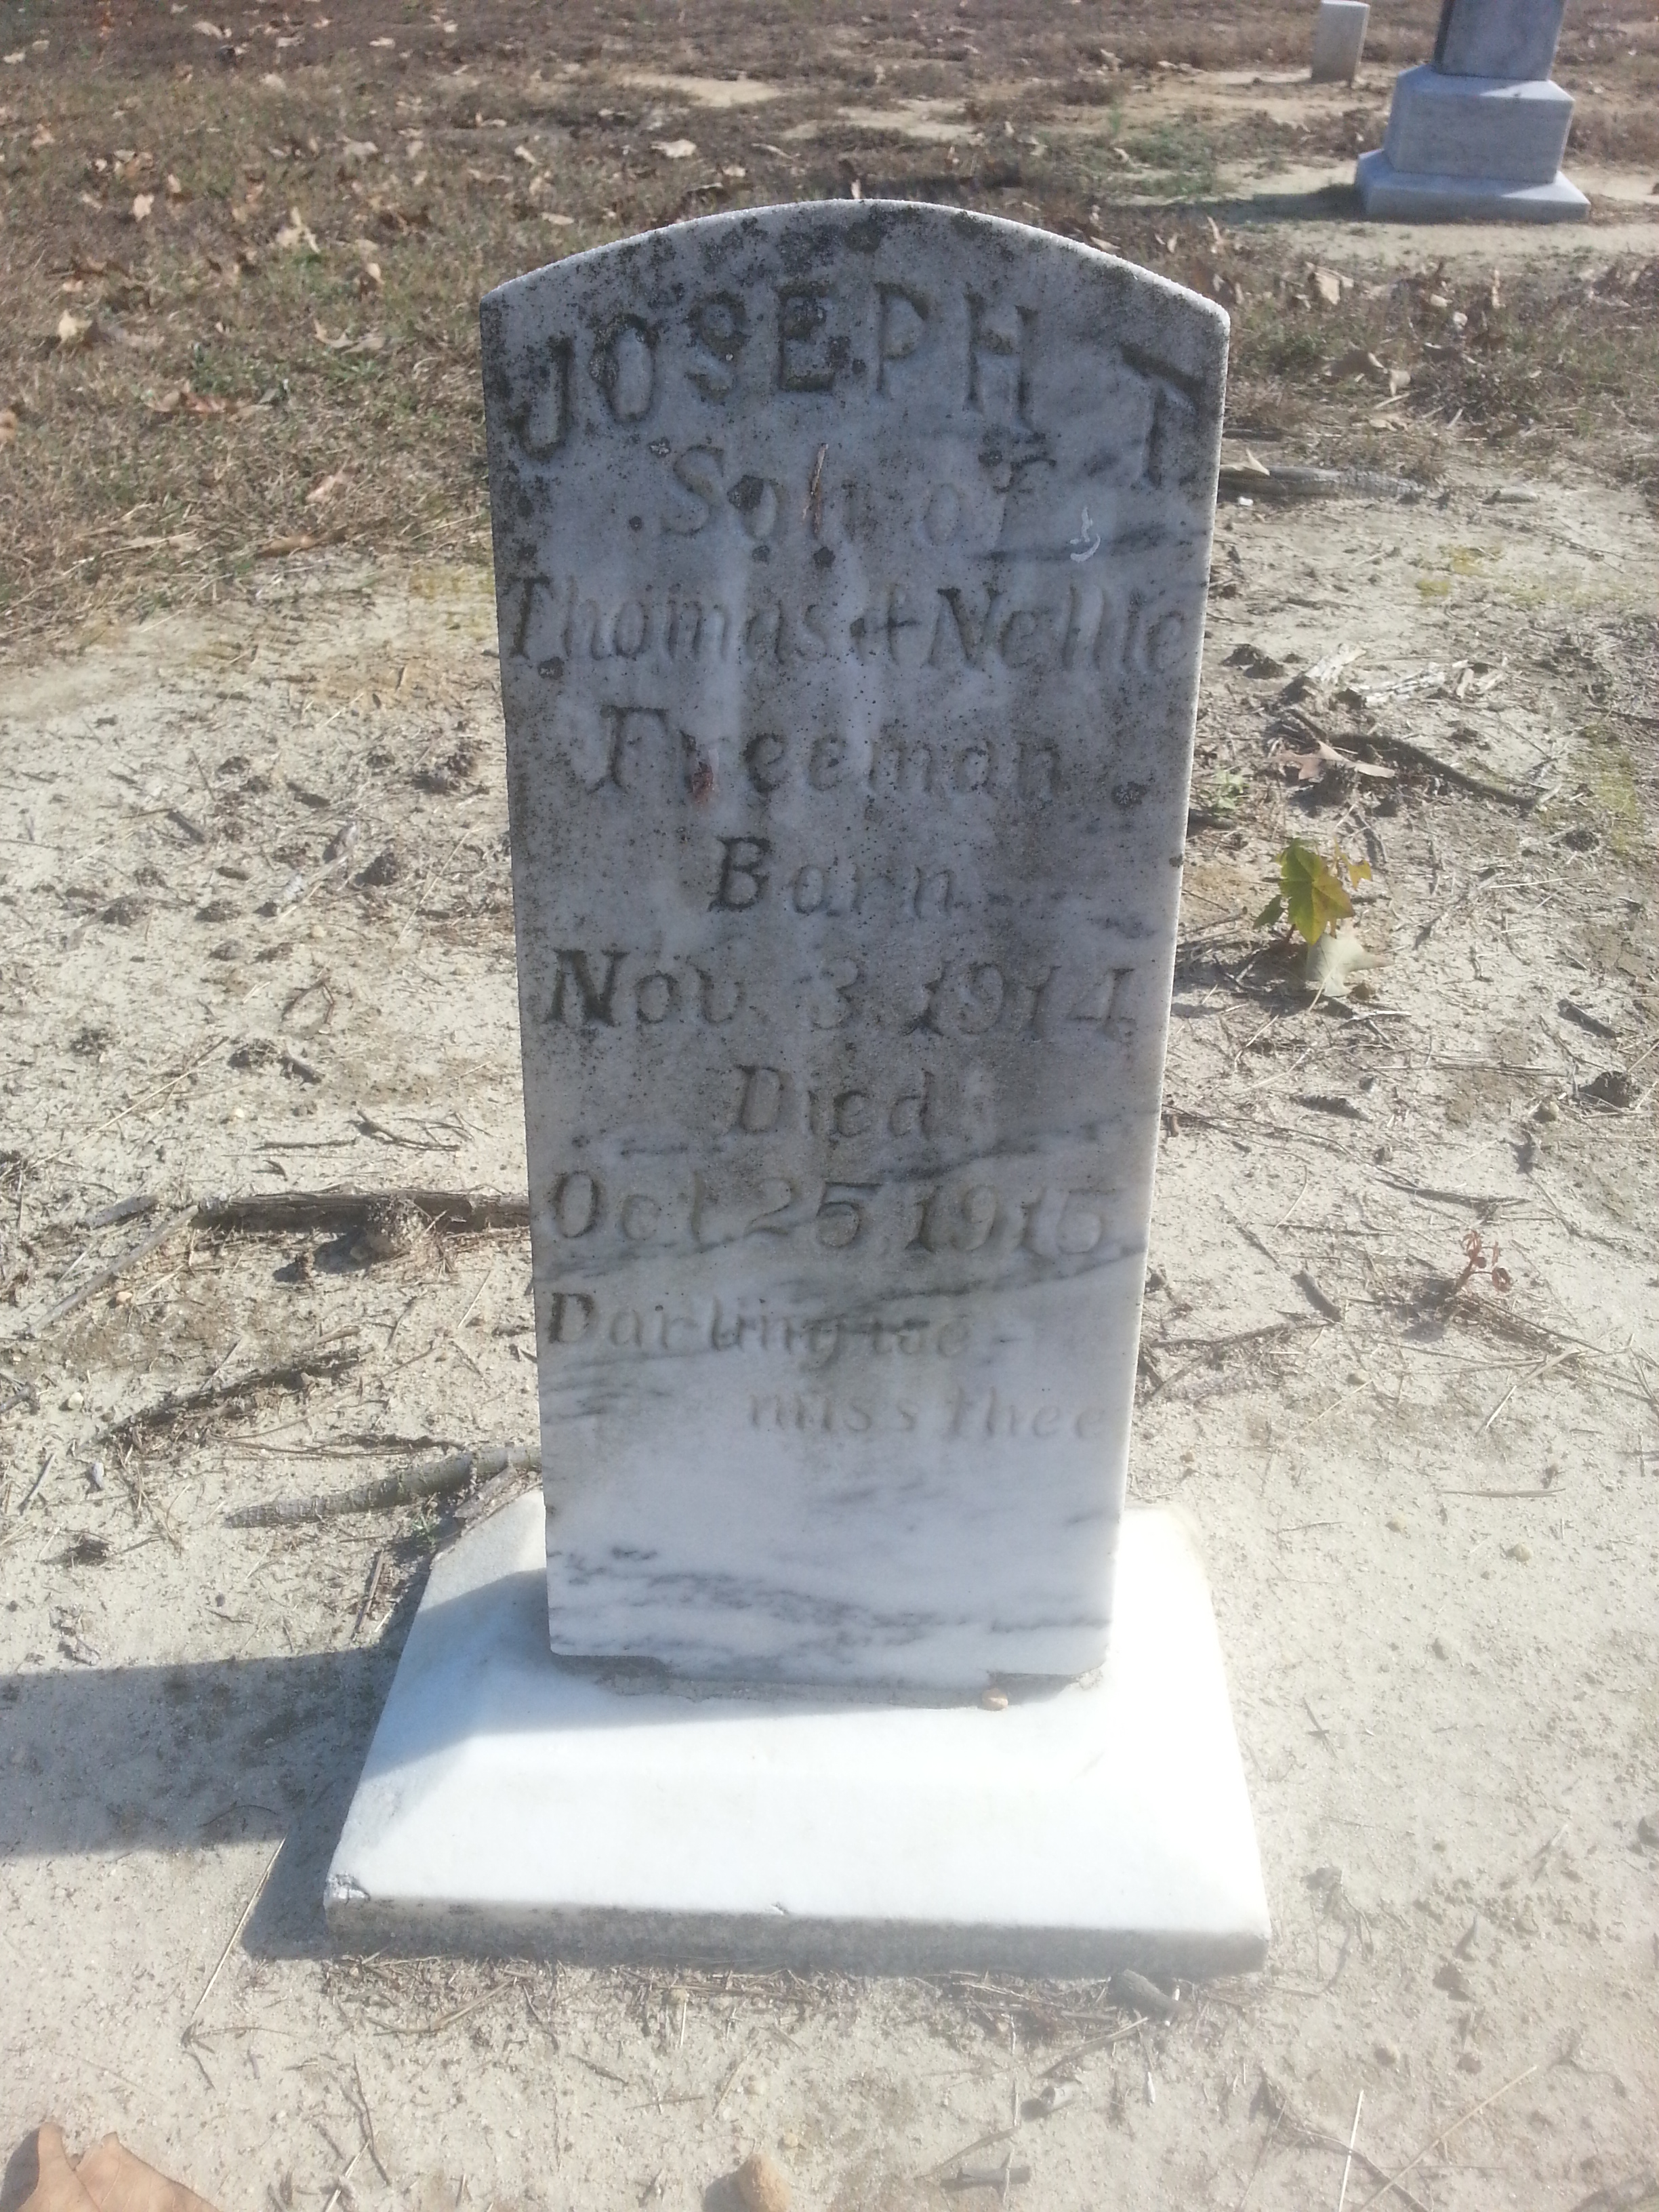 JOSEPH T.
Son of
Thomas & Nellie
Freeman
Born
Nov. 3, 1914
Died
Oct 25, 1915
Darling we
miss thee